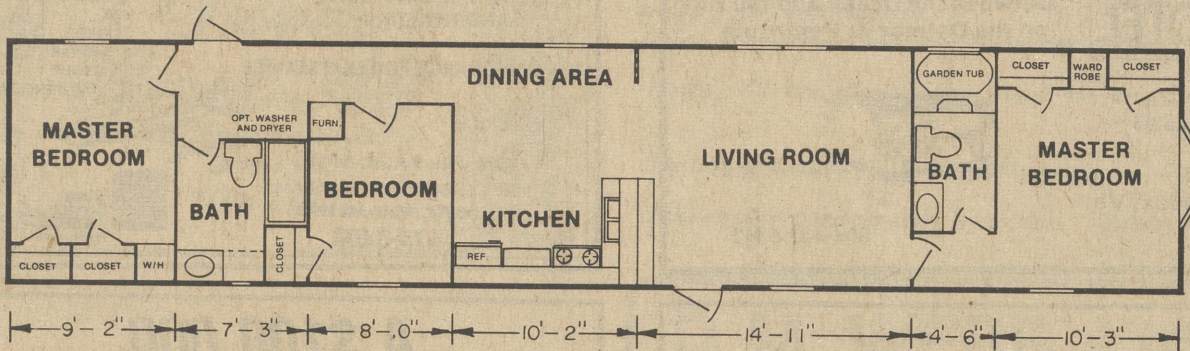 DINING AREA
CLOSET
WARD
ROBE
CLOSET
GARDEN TUB
OPT. WASHER
AND DRYER
FURN.
MASTER
BEDROOM
LIVING ROOM
MASTER
BEDROOM
BATH
BEDROOM
BATH
KITCHEN
CLOSET
CLOSET
W/H
CLOSET
REF.
9'-2"
7'-3"
8'-0"
10'-2"
14'-11"
4'-6"
10'-3"